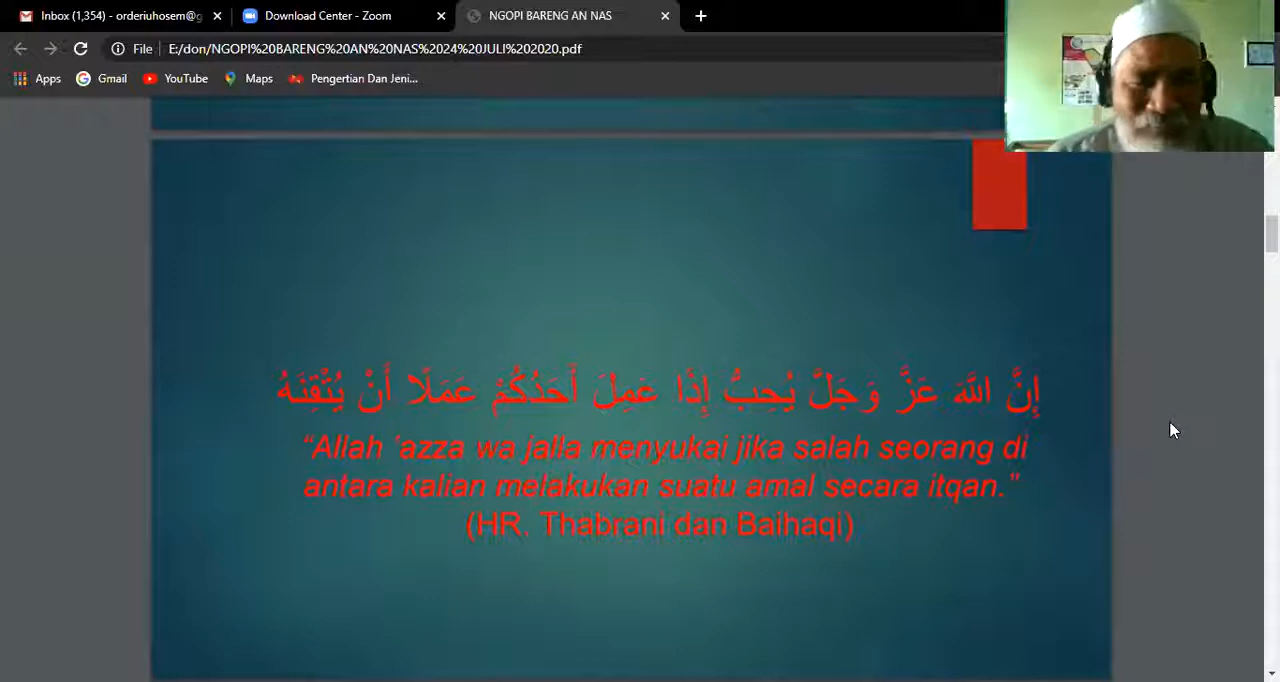 Inbox (1,354) - orderiuhosem@g
Download Center - Zoom
NGOPI BARENG AN NAS
File E:/don/NGOPI%20BARENG%20AN%20NAS%2024%20JULI%202020.pdf
Apps Gmail YouTube Maps Pengertian Dan Jeni...
إِنَّ اللَّهَ عَزَّ وَجَلَّ يُحِبُّ إِذَا عَمِلَ أَحَدُكُمْ عَمَلًا أَنْ يُتْقِنَهُ
“Allah ’azza wa jalla menyukai jika salah seorang di
antara kalian melakukan suatu amal secara itqan.”
(HR. Thabrani dan Baihaqi)